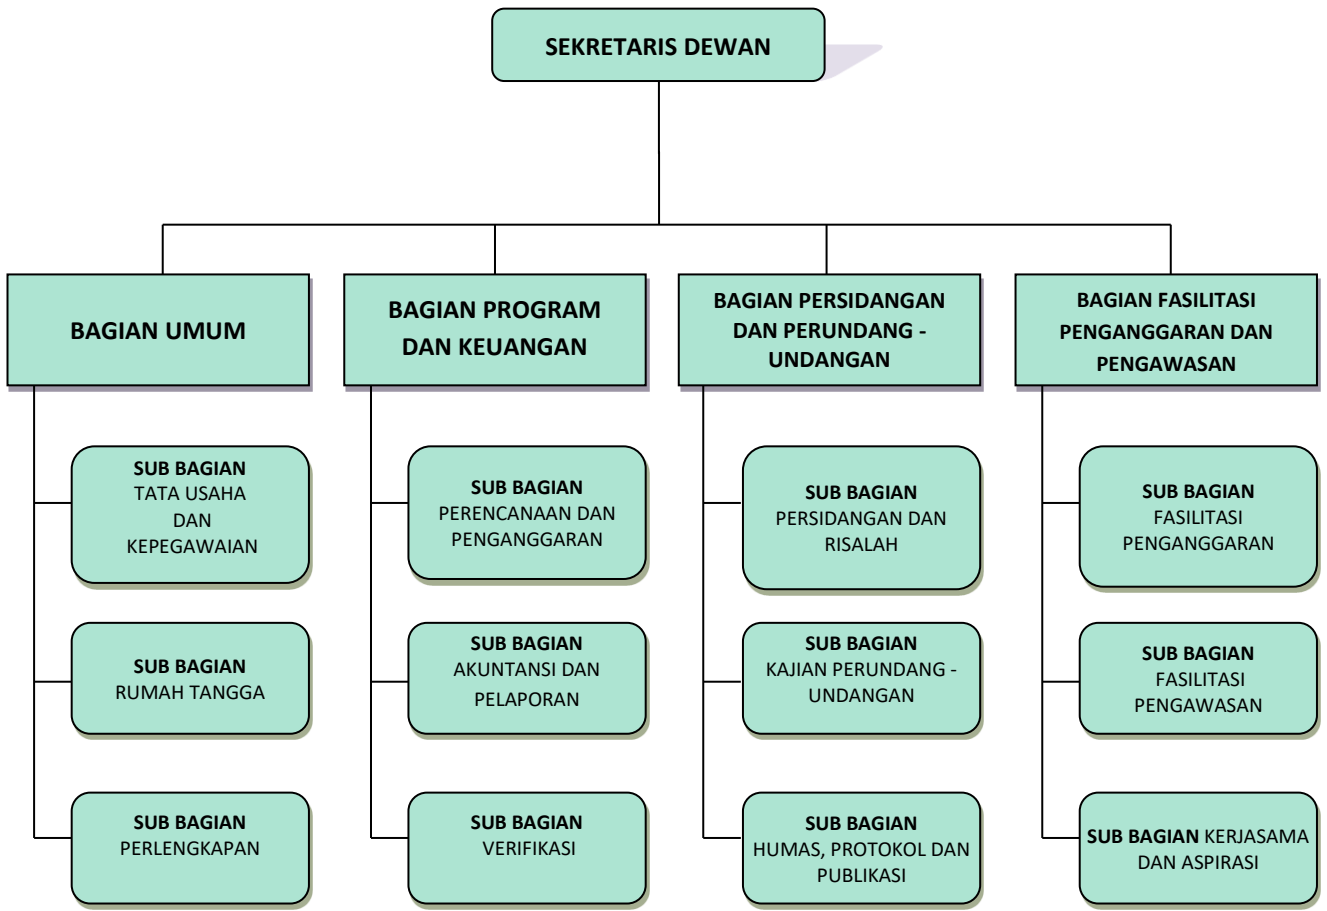 SEKRETARIS DEWAN
BAGIAN UMUM
BAGIAN PROGRAM
DAN KEUANGAN
BAGIAN PERSIDANGAN
DAN PERUNDANG -
UNDANGAN
BAGIAN FASILITASI
PENGANGGARAN DAN
PENGAWASAN
SUB BAGIAN
TATA USAHA
DAN
KEPEGAWAIAN
SUB BAGIAN
PERENCANAAN DAN
PENGANGGARAN
SUB BAGIAN
PERSIDANGAN DAN
RISALAH
SUB BAGIAN
FASILITASI
PENGANGGARAN
SUB BAGIAN
RUMAH TANGGA
SUB BAGIAN
AKUNTANSI DAN
PELAPORAN
SUB BAGIAN
KAJIAN PERUNDANG -
UNDANGAN
SUB BAGIAN
FASILITASI
PENGAWASAN
SUB BAGIAN
PERLENGKAPAN
SUB BAGIAN
VERIFIKASI
SUB BAGIAN
HUMAS, PROTOKOL DAN
PUBLIKASI
SUB BAGIAN KERJASAMA
DAN ASPIRASI